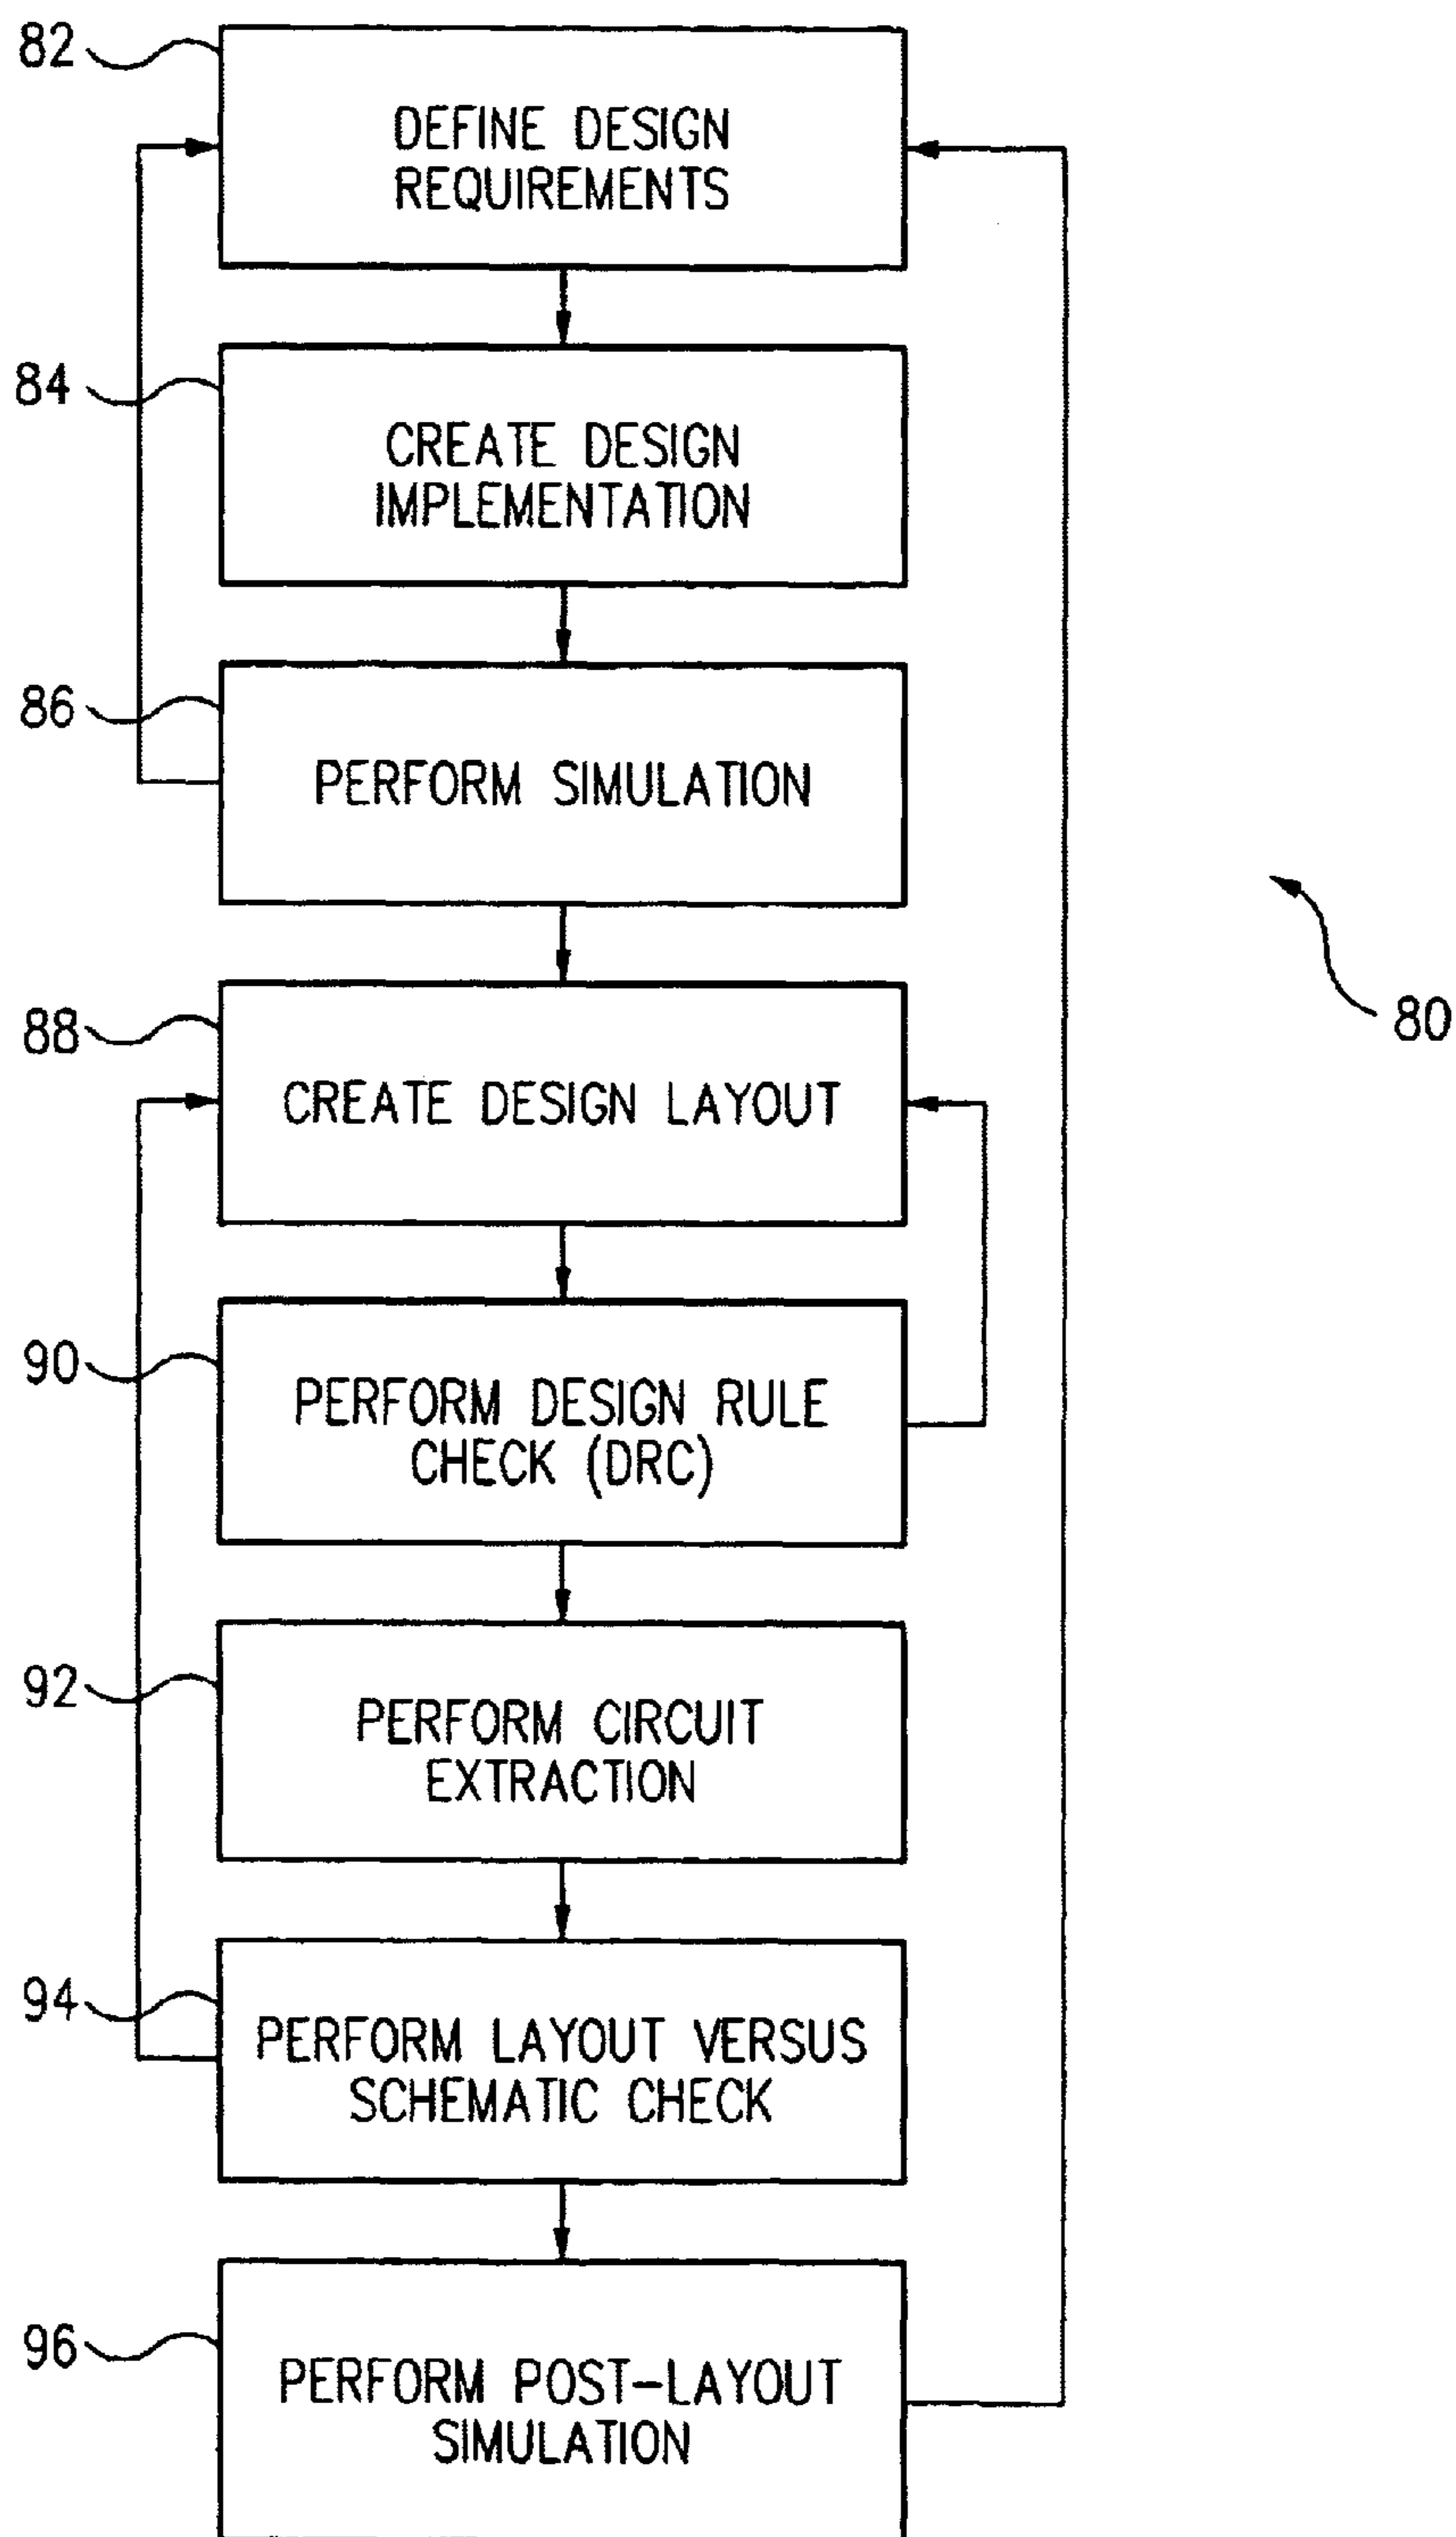 82
DEFINE DESIGN
REQUIREMENTS
84
CREATE DESIGN
IMPLEMENTATION
86
PERFORM SIMULATION
80
88
CREATE DESIGN LAYOUT
90
PERFORM DESIGN RULE
CHECK (DRC)
92
PERFORM CIRCUIT
EXTRACTION
94
PERFORM LAYOUT VERSUS
SCHEMATIC CHECK
96
PERFORM POST-LAYOUT
SIMULATION